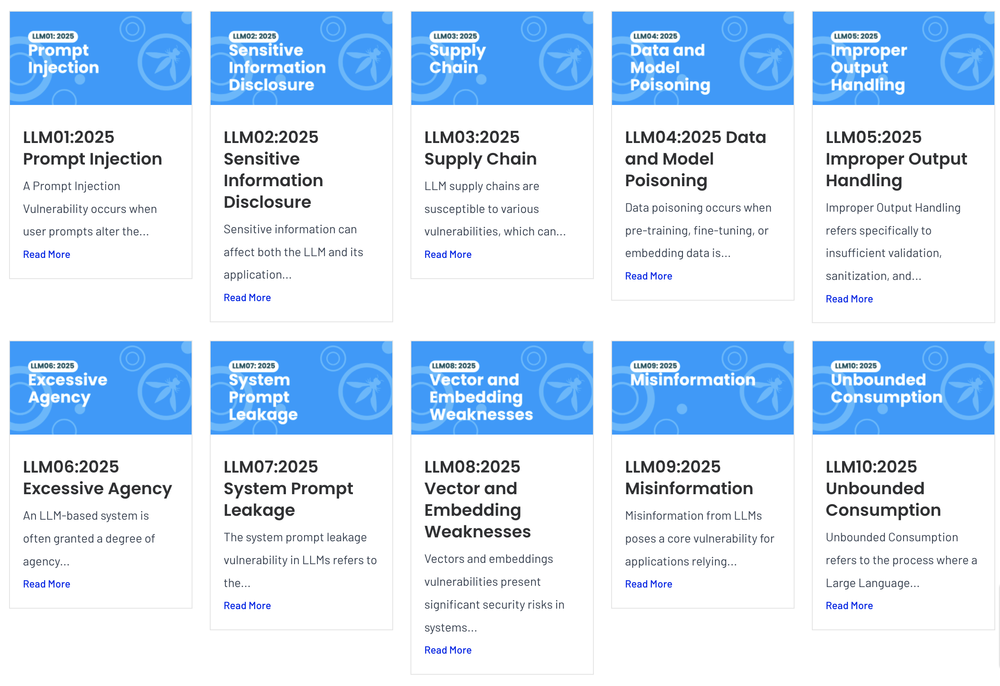 LLM01: 2025
Prompt
Injection
LLM01:2025
Prompt Injection
A Prompt Injection
Vulnerability occurs when
user prompts alter the...
Read More
LLM02: 2025
Sensitive
Information
Disclosure
LLM02:2025
Sensitive
Information
Disclosure
Sensitive information can
affect both the LLM and its
application...
Read More
LLM03: 2025
Supply
Chain
LLM03:2025
Supply Chain
LLM supply chains are
susceptible to various
vulnerabilities, which can...
Read More
LLM04: 2025
Data and
Model
Poisoning
LLM04:2025 Data
and Model
Poisoning
Data poisoning occurs when
pre-training, fine-tuning, or
embedding data is...
Read More
LLM05: 2025
Improper
Output
Handling
LLM05:2025
Improper Output
Handling
Improper Output Handling
refers specifically to
insufficient validation,
sanitization, and...
Read More
LLM06: 2025
Excessive
Agency
LLM06:2025
Excessive Agency
An LLM-based system is
often granted a degree of
agency...
Read More
LLM07: 2025
System
Prompt
Leakage
LLM07:2025
System Prompt
Leakage
The system prompt leakage
vulnerability in LLMs refers to
the...
Read More
LLM08: 2025
Vector and
Embedding
Weaknesses
LLM08:2025
Vector and
Embedding
Weaknesses
Vectors and embeddings
vulnerabilities present
significant security risks in
systems...
Read More
LLM09: 2025
Misinformation
LLM09:2025
Misinformation
Misinformation from LLMs
poses a core vulnerability for
applications relying...
Read More
LLM10: 2025
Unbounded
Consumption
LLM10:2025
Unbounded
Consumption
Unbounded Consumption
refers to the process where a
Large Language...
Read More